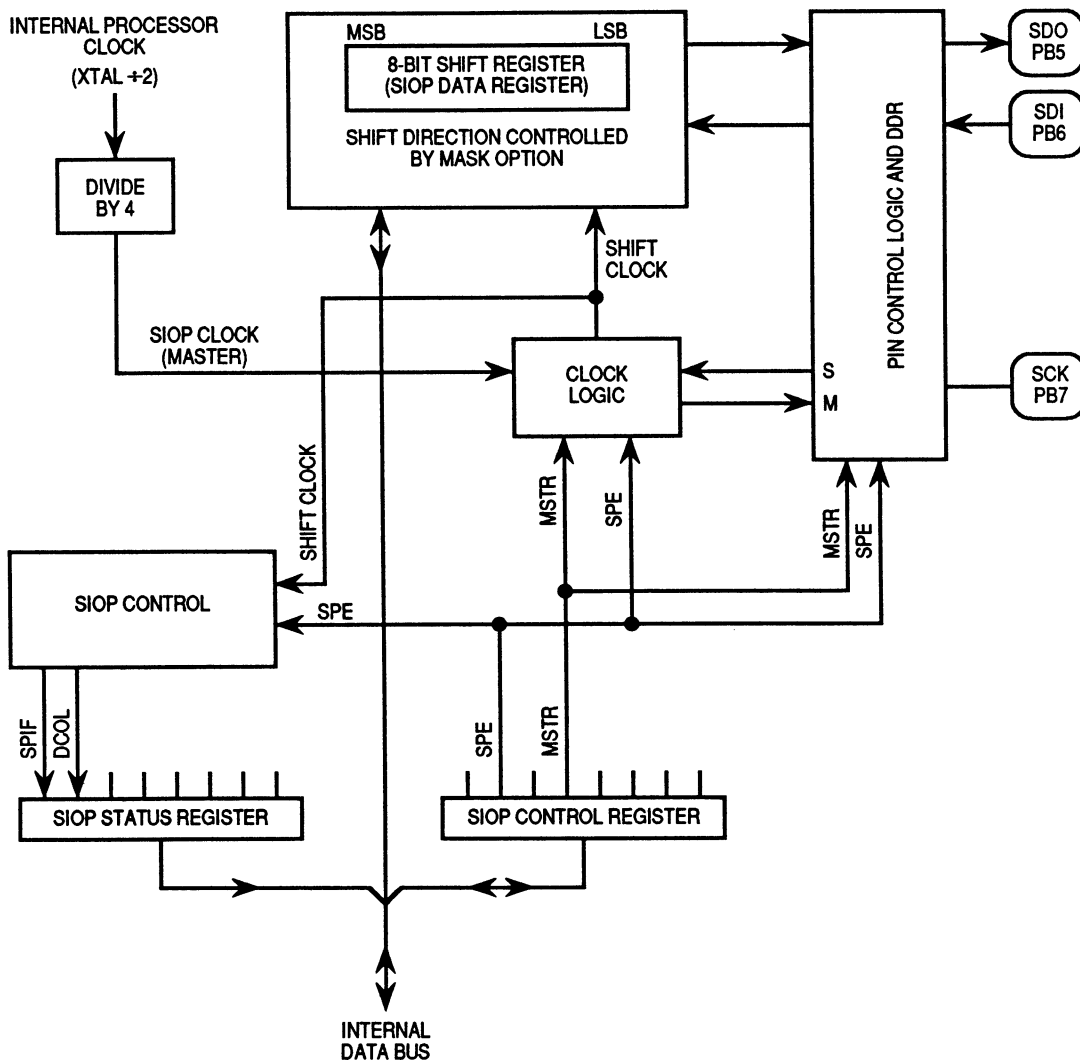 INTERNAL PROCESSOR
CLOCK
(XTAL ÷2)
DIVIDE
BY 4
MSB
LSB
8-BIT SHIFT REGISTER
(SIOP DATA REGISTER)
SHIFT DIRECTION CONTROLLED
BY MASK OPTION
PIN CONTROL LOGIC AND DDR
SDO
PB5
SDI
PB6
SCK
PB7
SHIFT
CLOCK
SIOP CLOCK
(MASTER)
CLOCK
LOGIC
S
M
SHIFT CLOCK
MSTR
SPE
MSTR
SPE
SIOP CONTROL
SPE
SPIF
DCOL
SPE
MSTR
SIOP STATUS REGISTER
SIOP CONTROL REGISTER
INTERNAL
DATA BUS